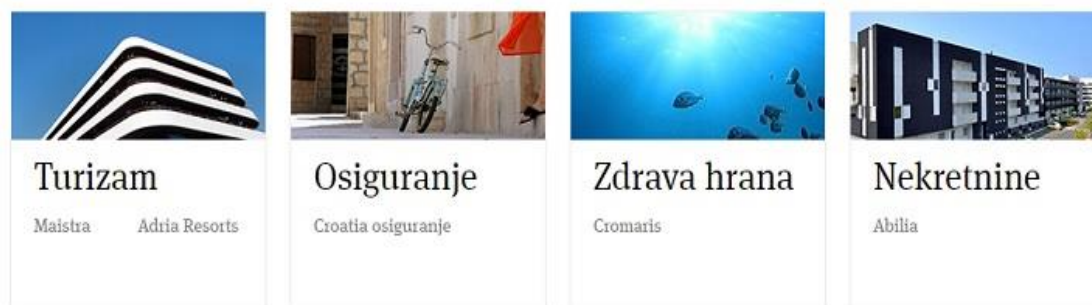 Turizam
Maistra Adria Resorts
Osiguranje
Croatia osiguranje
Zdrava hrana
Cromaris
Nekretnine
Abilia